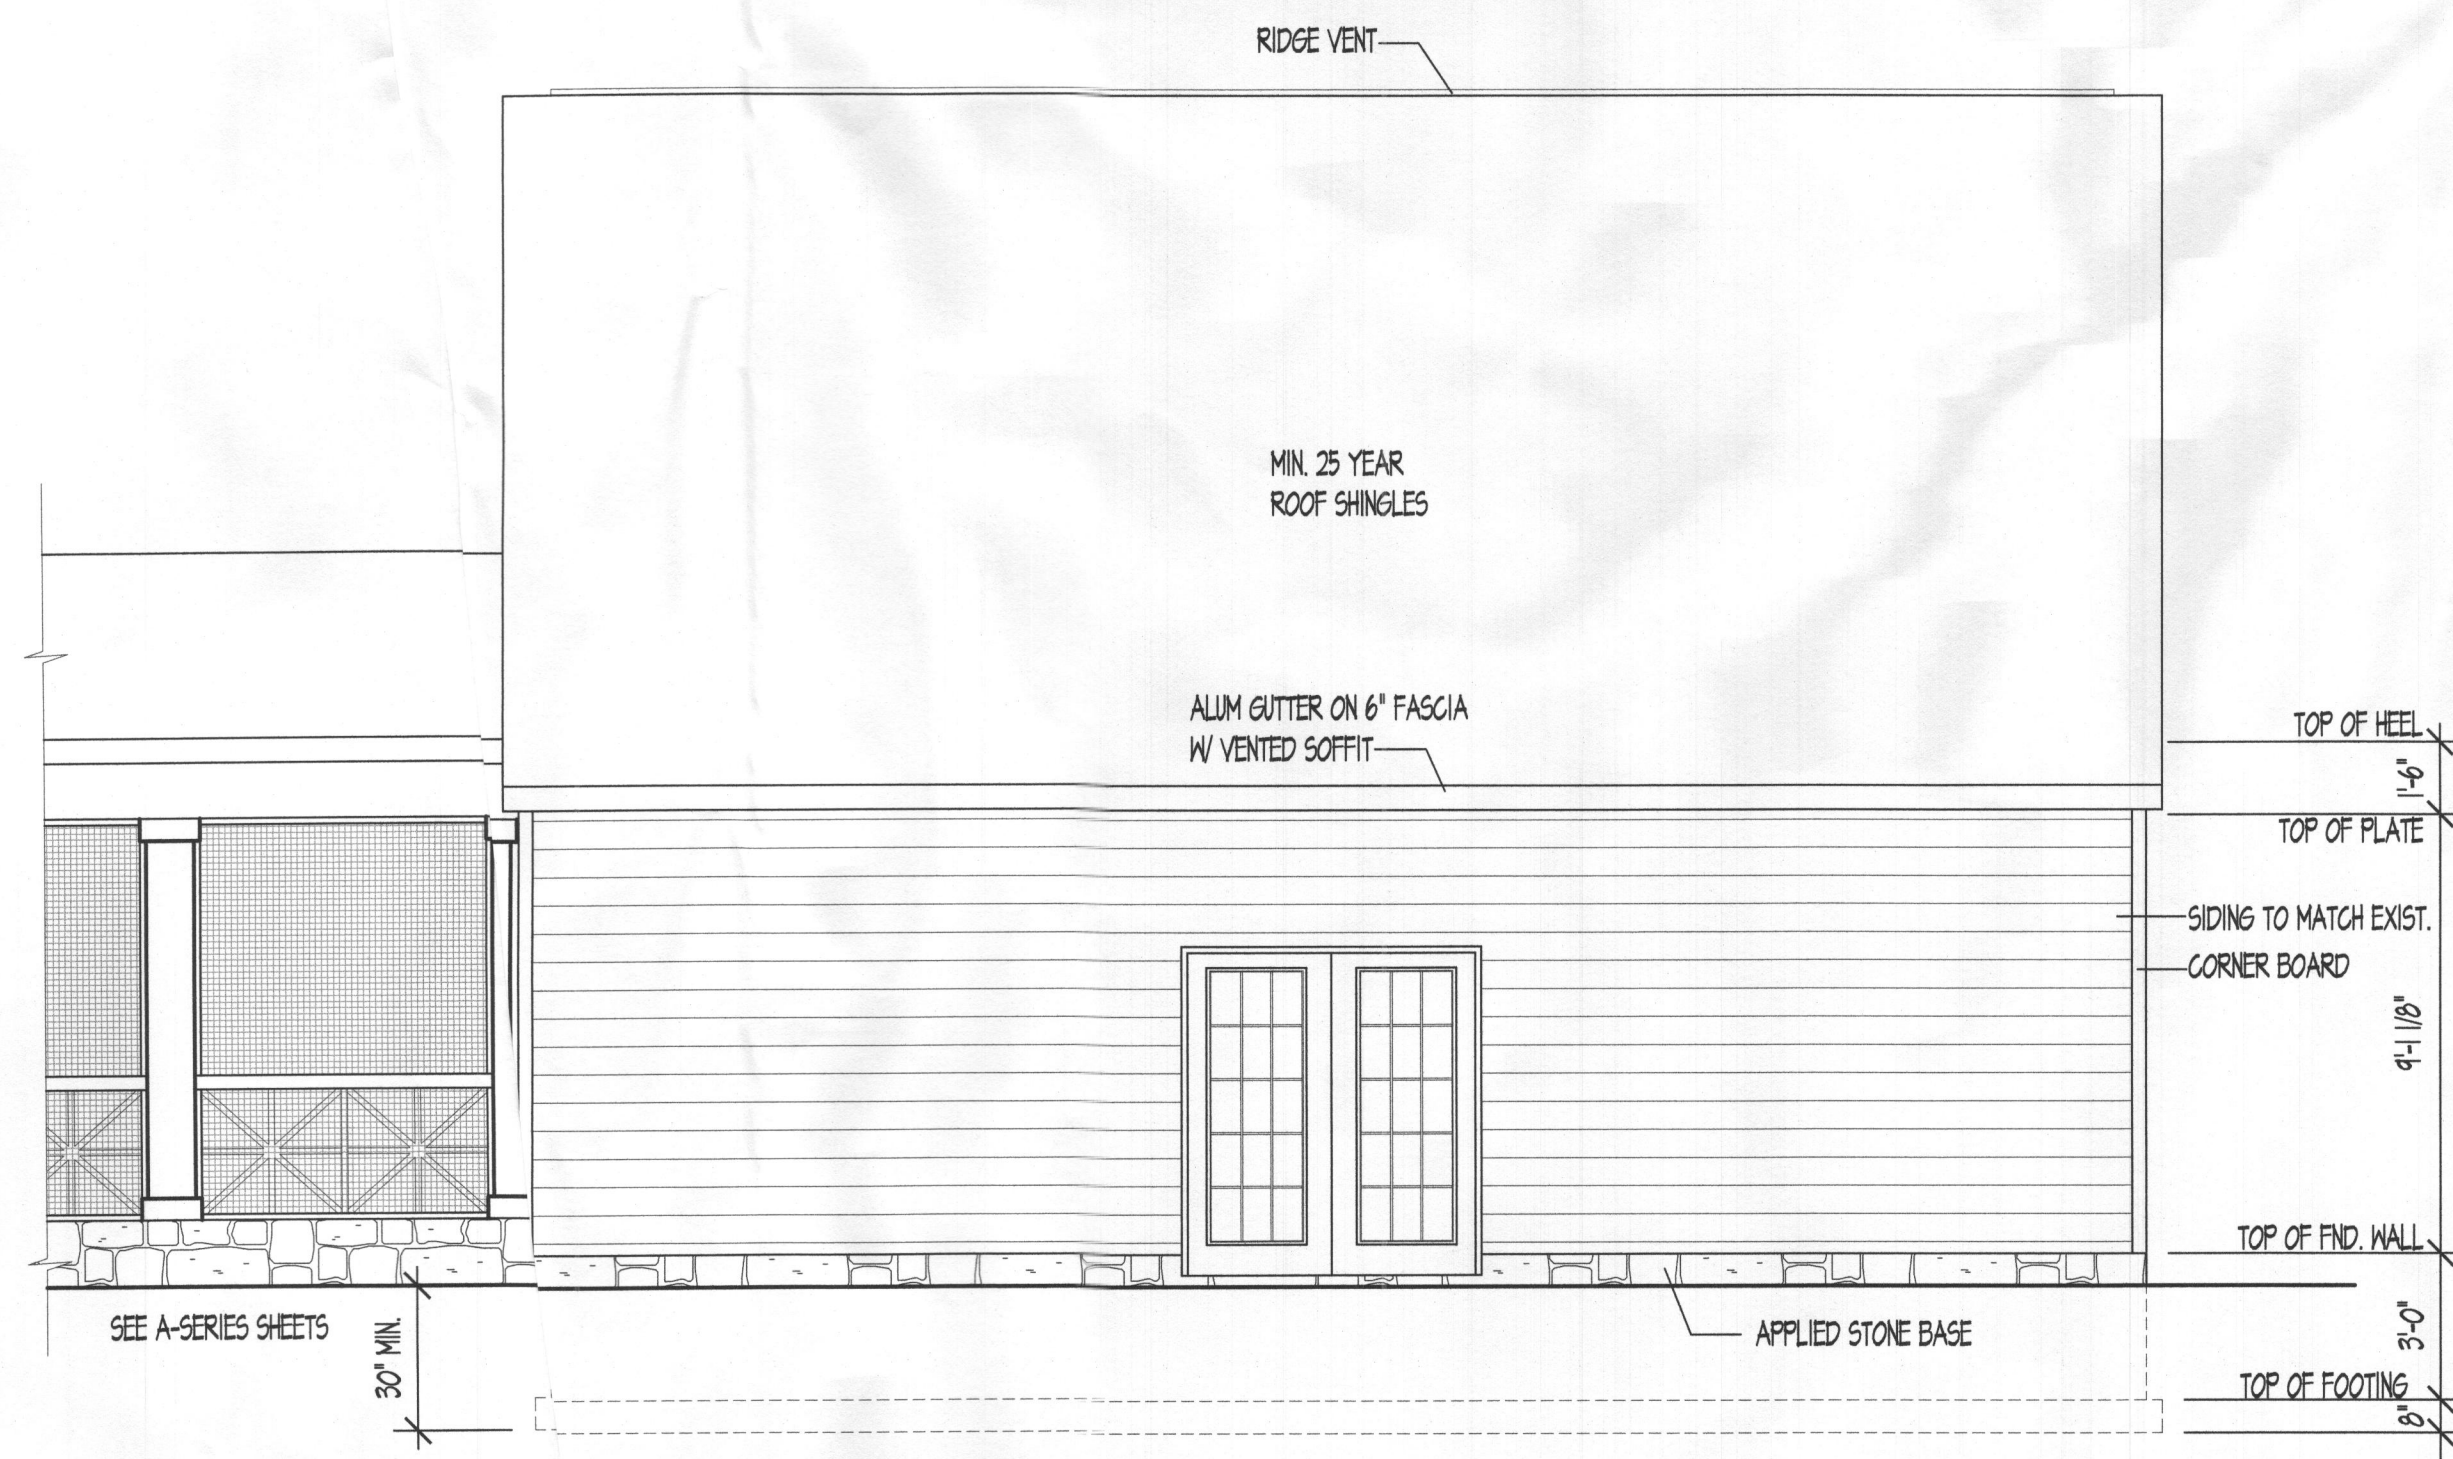 RIDGE VENT
MIN. 25 YEAR
ROOF SHINGLES
ALUM GUTTER ON 6" FASCIA
W/ VENTED SOFFIT
TOP OF HEEL
1'-6"
TOP OF PLATE
SIDING TO MATCH EXIST.
CORNER BOARD
9'-1 1/8"
TOP OF FND. WALL
SEE A-SERIES SHEETS
30" MIN.
APPLIED STONE BASE
3'-0"
TOP OF FOOTING
8"